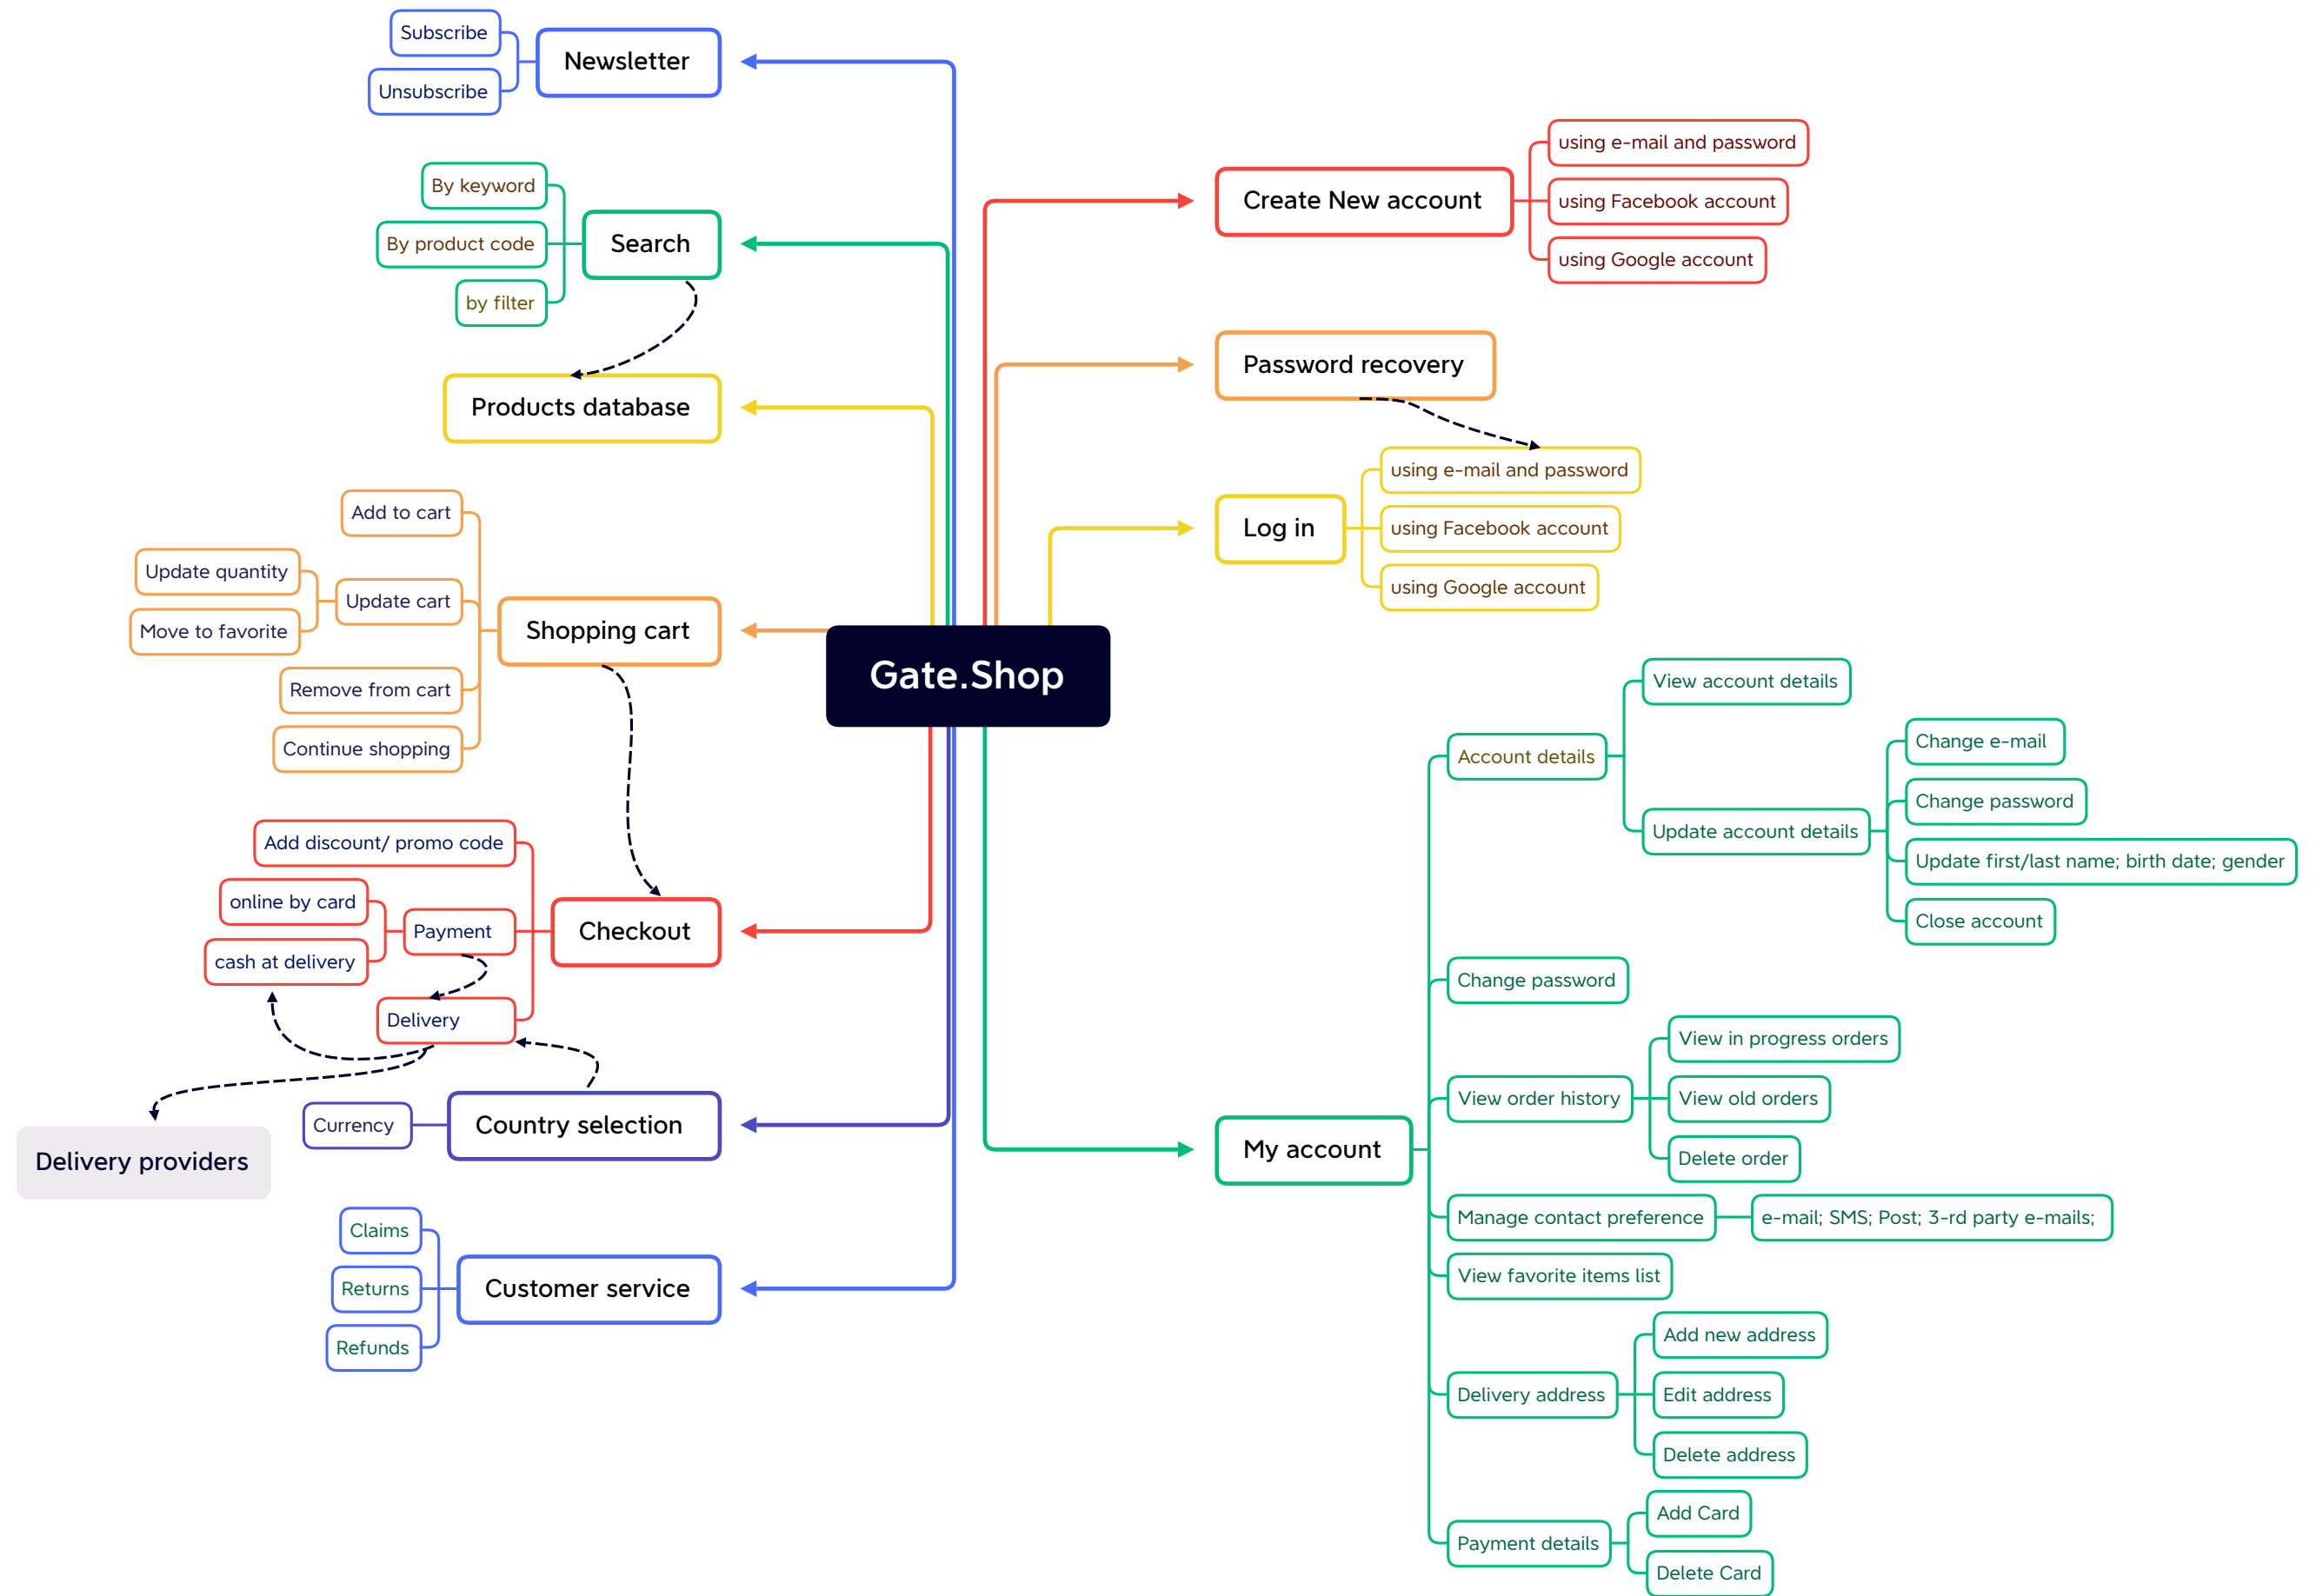 Subscribe
Unsubscribe
Newsletter
By keyword
By product code
by filter
Search
Products database
Add to cart
Update quantity
Move to favorite
Update cart
Remove from cart
Continue shopping
Shopping cart
Add discount/ promo code
online by card
cash at delivery
Payment
Delivery
Checkout
Delivery providers
Currency
Country selection
Claims
Returns
Refunds
Customer service
Gate.Shop
Create New account
using e-mail and password
using Facebook account
using Google account
Password recovery
Log in
using e-mail and password
using Facebook account
using Google account
My account
Account details
View account details
Update account details
Change e-mail
Change password
Update first/last name; birth date; gender
Close account
Change password
View order history
View in progress orders
View old orders
Delete order
Manage contact preference
e-mail; SMS; Post; 3-rd party e-mails;
View favorite items list
Delivery address
Add new address
Edit address
Delete address
Payment details
Add Card
Delete Card